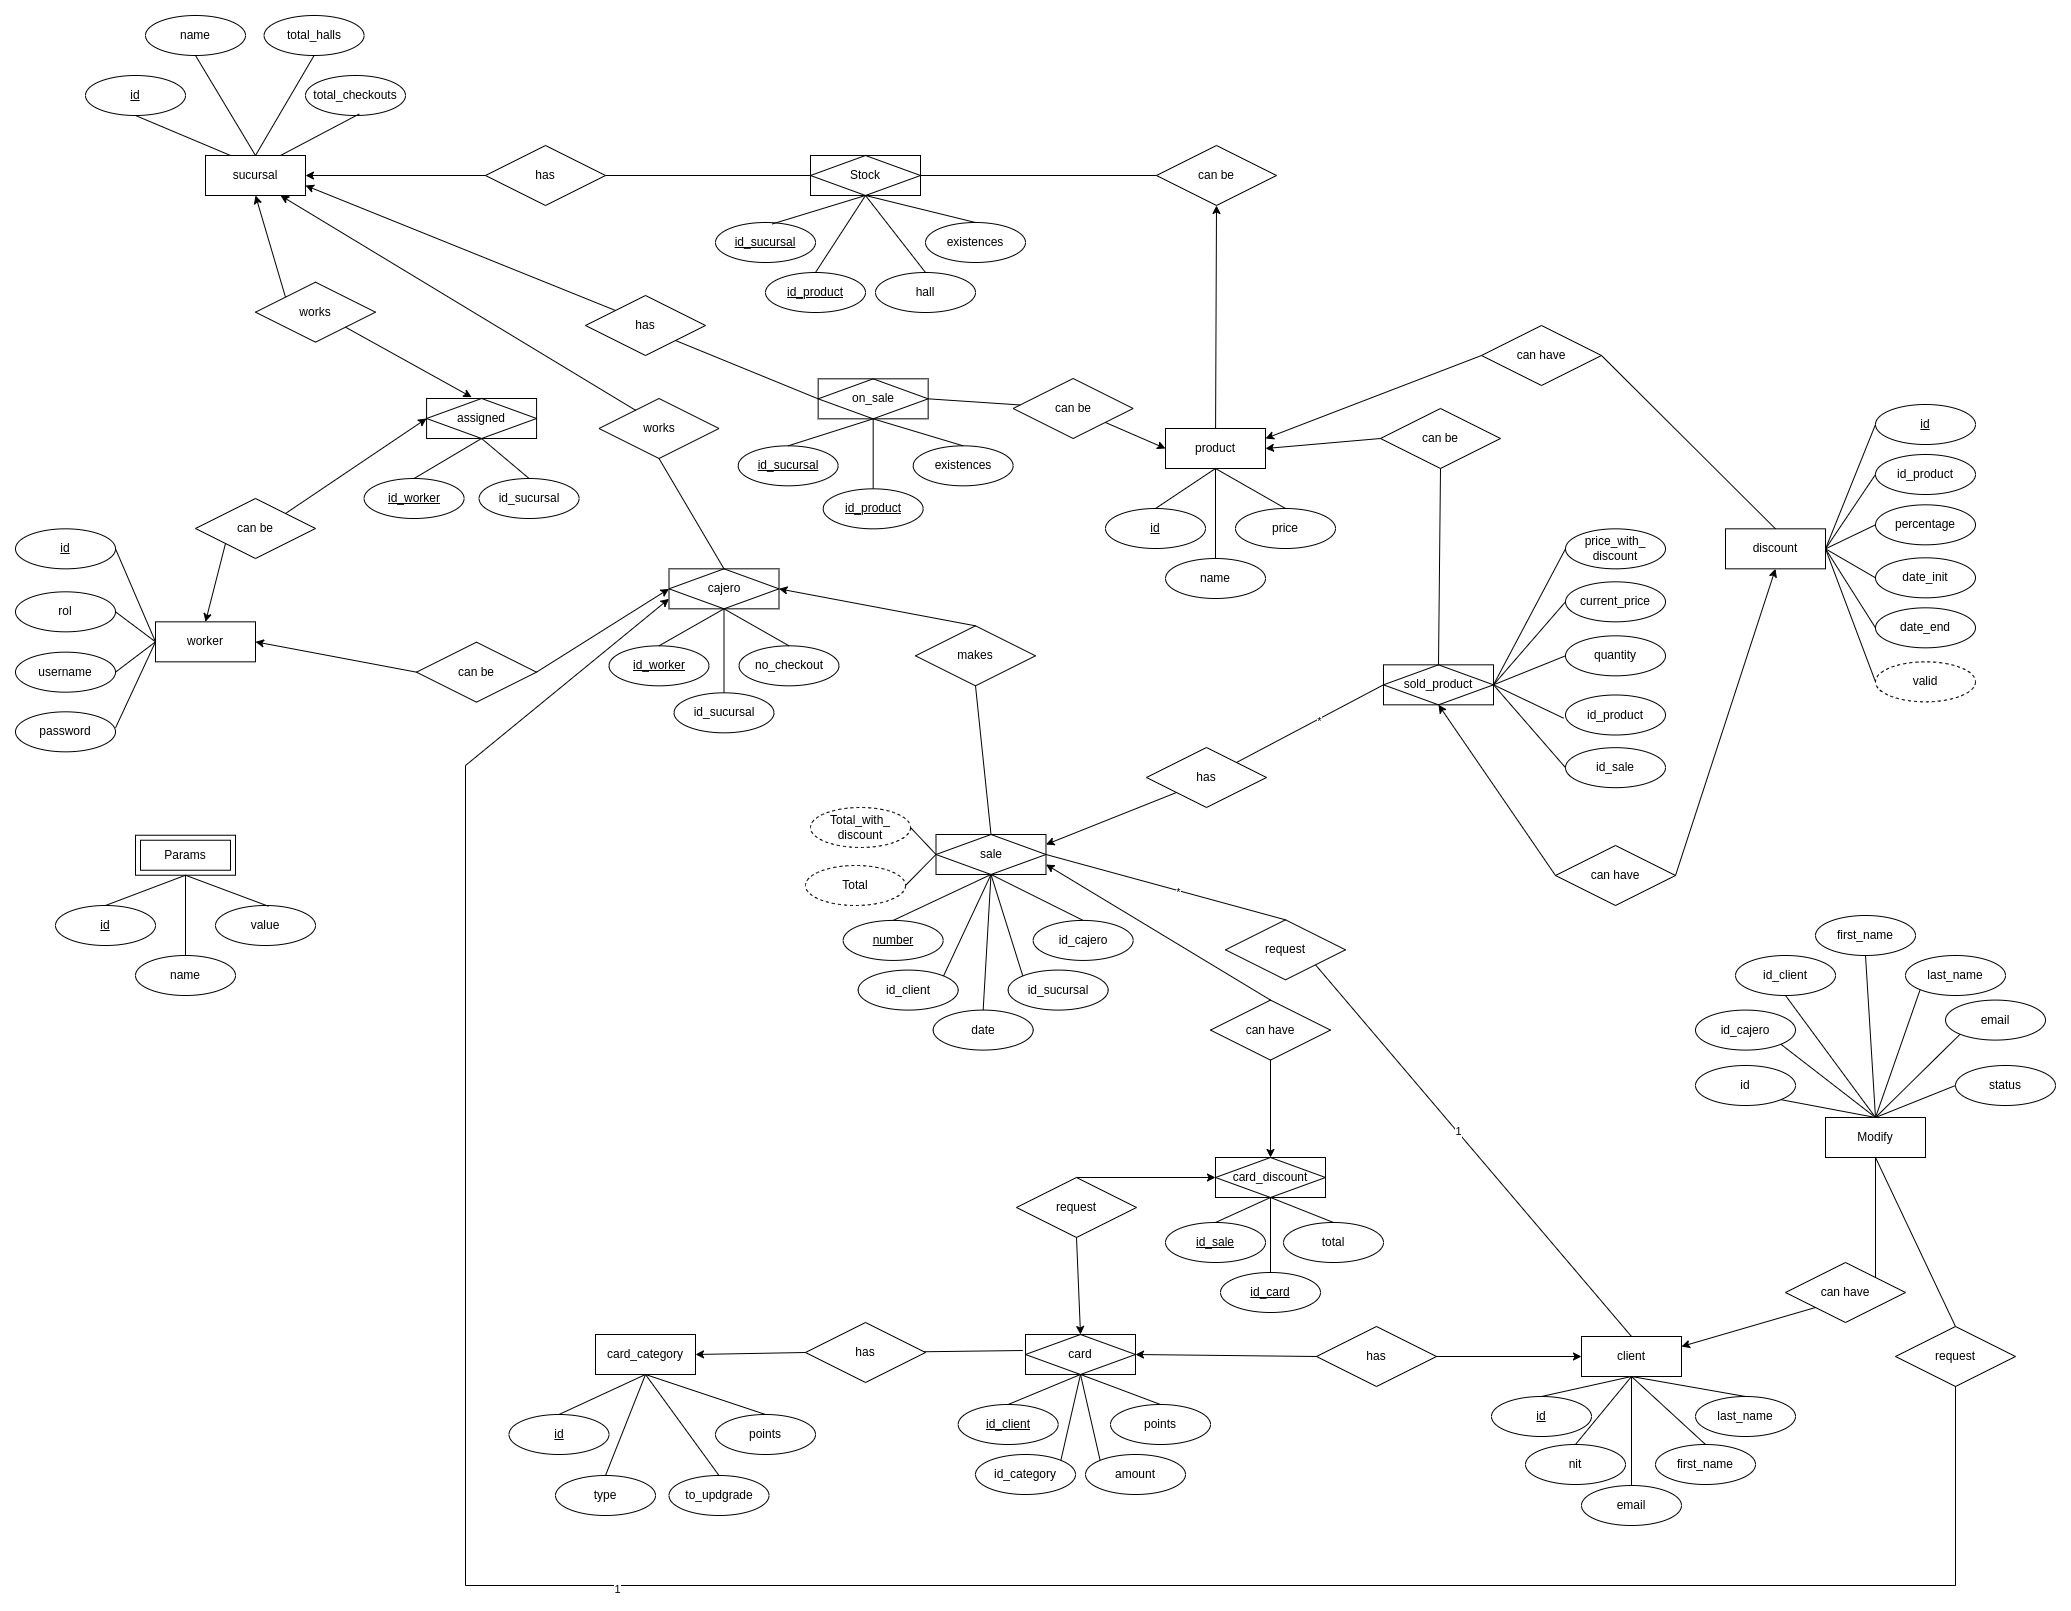 name
total_halls
id
total_checkouts
sucursal
has
Stock
can be
id_sucursal
existences
id_product
hall
works
has
can have
assigned
works
on_sale
can be
product
can be
id
id_sucursal
existences
id_product
id_product
percentage
date_init
date_end
valid
discount
id_worker
id_sucursal
can be
id
price
name
id
rol
username
password
worker
can be
cajero
id_worker
no_checkout
id_sucursal
makes
price_with_
discount
current_price
quantity
id_product
id_sale
sold_product
*
has
can have
Total_with_
discount
Total
sale
*
number
id_cajero
id_client
id_sucursal
date
request
can have
Params
id
value
name
first_name
id_client
last_name
id_cajero
email
id
status
Modify
1
card_discount
request
id_sale
total
id_card
can have
card_category
has
card
has
client
request
id
points
type
to_updgrade
id_client
points
id_category
amount
id
last_name
nit
first_name
email
1